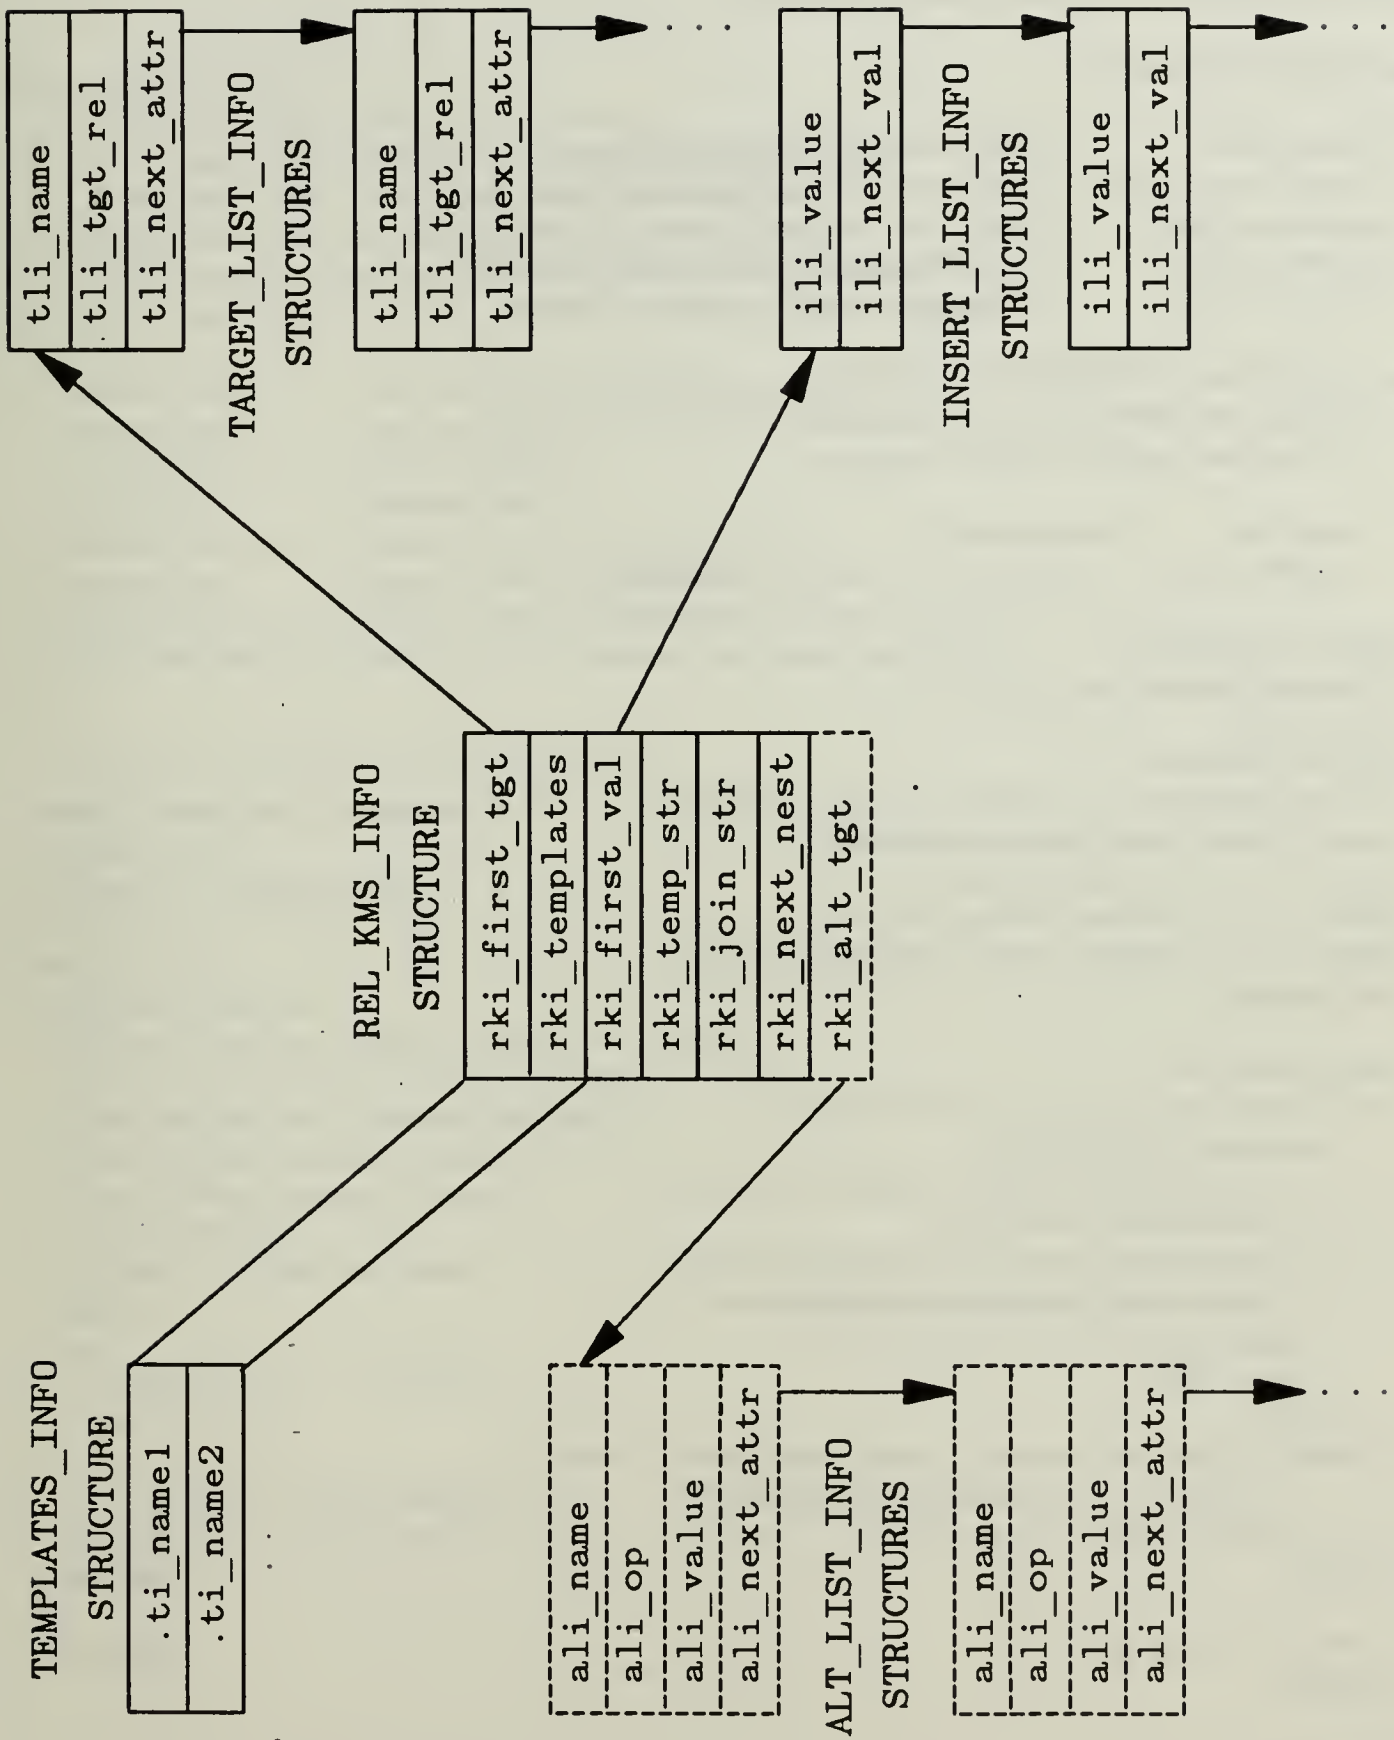 TEMPLATES_INFO
STRUCTURE
.ti_name1
.ti_name2
REL_KMS_INFO
STRUCTURE
rki_first_tgt
rki_templates
rki_first_val
rki_temp_str
rki_join_str
rki_next_nest
rki_alt_tgt
tli_name
tli_tgt_rel
tli_next_attr
TARGET_LIST_INFO
STRUCTURES
tli_name
tli_tgt_rel
tli_next_attr
. . .
ali_name
ali_op
ali_value
ali_next_attr
ALT_LIST_INFO
STRUCTURES
ali_name
ali_op
ali_value
ali_next_attr
. . .
ili_value
ili_next_val
INSERT_LIST_INFO
STRUCTURES
ili_value
ili_next_val
. . .